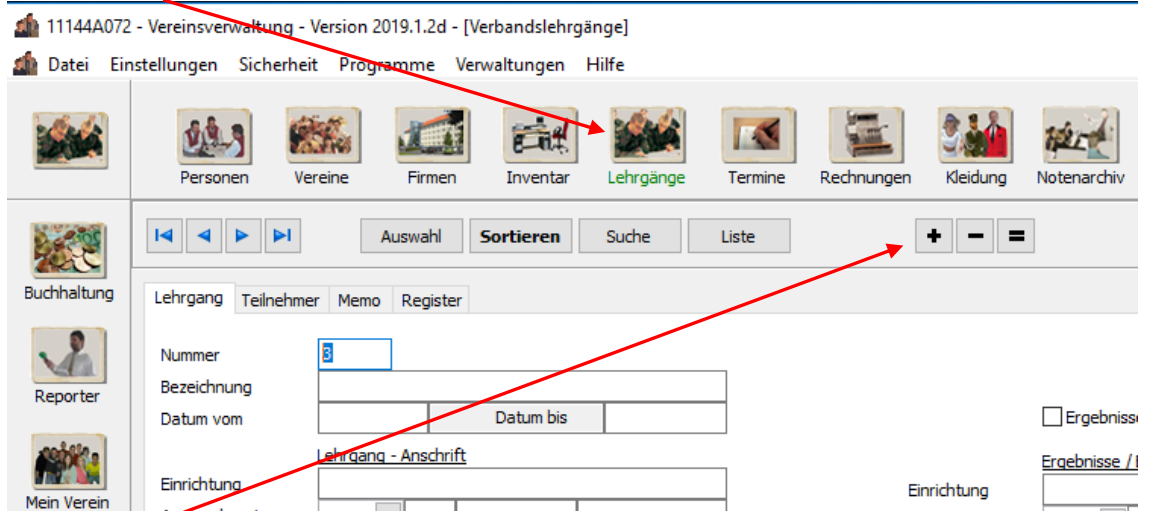 11144A072 - Vereinsverwaltung - Version 2019.1.2d - [Verbandslehrgänge]
Datei Einstellungen Sicherheit Programme Verwaltungen Hilfe
Personen Vereine Firmen Inventar Lehrgänge Termine Rechnungen Kleidung Notenarchiv
Auswahl Sortieren Suche Liste + − =
Buchhaltung
Lehrgang Teilnehmer Memo Register
Nummer 3
Reporter
Bezeichnung
Datum vom Datum bis Ergebnisse
Lehrgang - Anschrift Ergebnisse /
Einrichtung Einrichtung
Mein Verein